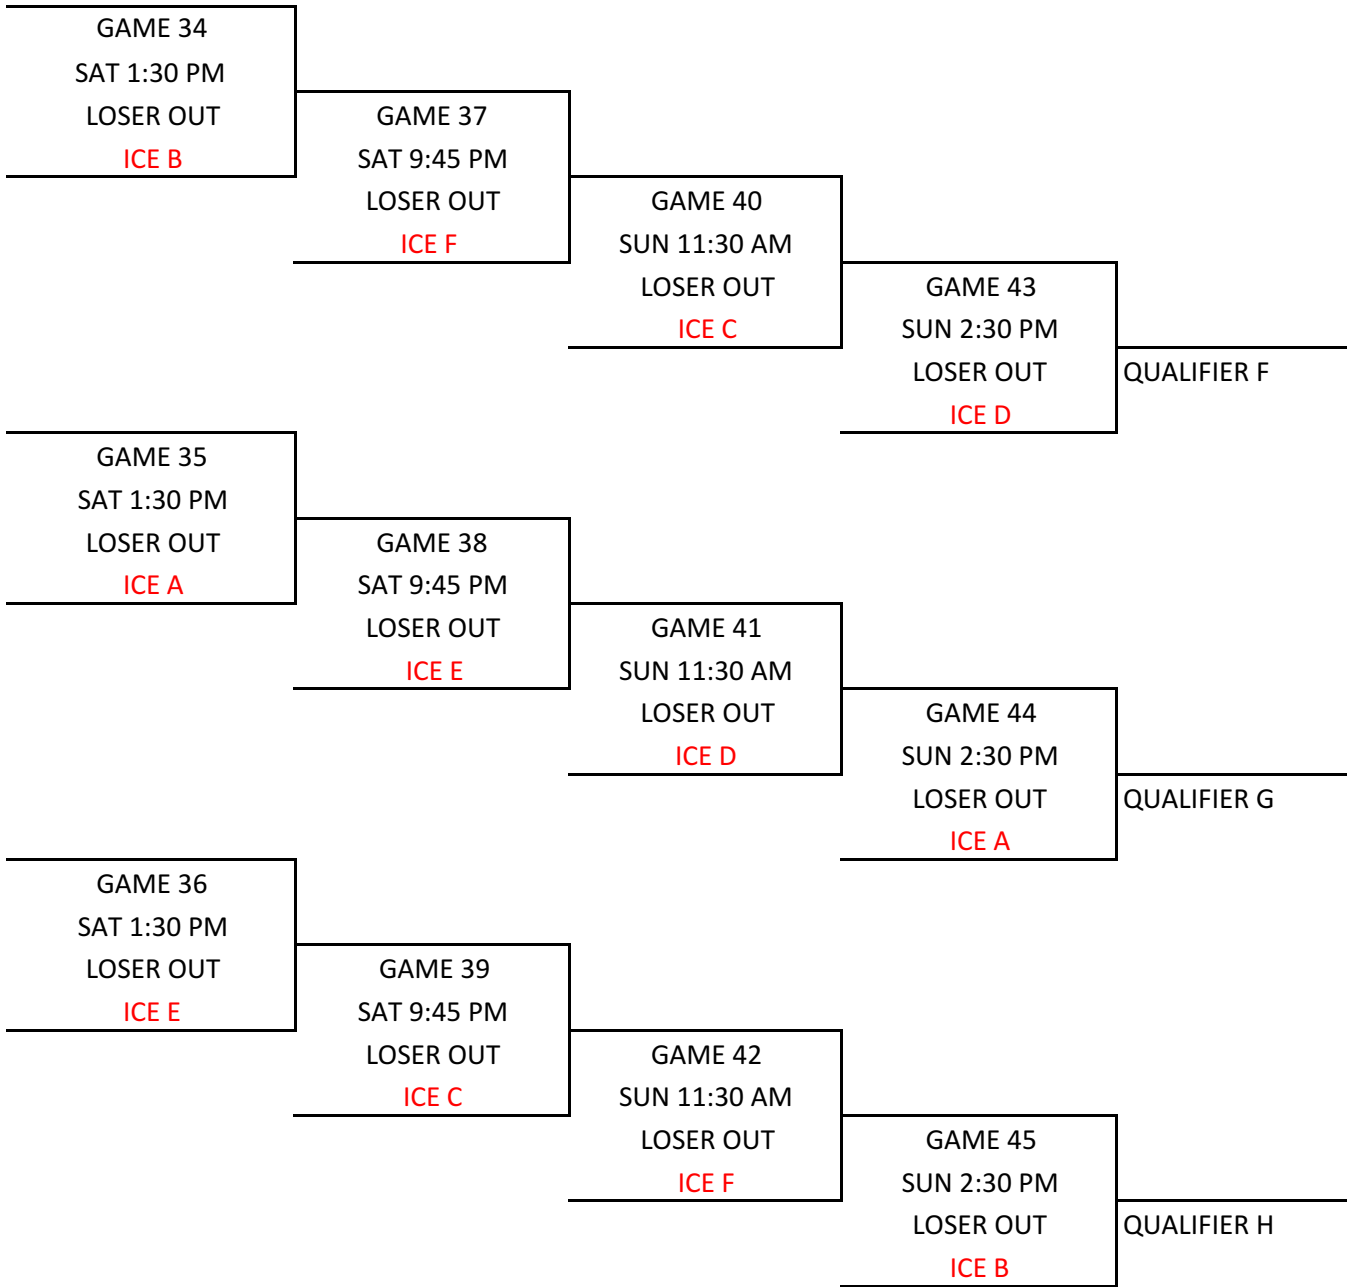 GAME 34
SAT 1:30 PM
LOSER OUT
ICE B
GAME 37
SAT 9:45 PM
LOSER OUT
ICE F
GAME 40
SUN 11:30 AM
LOSER OUT
ICE C
GAME 43
SUN 2:30 PM
LOSER OUT
ICE D
QUALIFIER F
GAME 35
SAT 1:30 PM
LOSER OUT
ICE A
GAME 38
SAT 9:45 PM
LOSER OUT
ICE E
GAME 41
SUN 11:30 AM
LOSER OUT
ICE D
GAME 44
SUN 2:30 PM
LOSER OUT
ICE A
QUALIFIER G
GAME 36
SAT 1:30 PM
LOSER OUT
ICE E
GAME 39
SAT 9:45 PM
LOSER OUT
ICE C
GAME 42
SUN 11:30 AM
LOSER OUT
ICE F
GAME 45
SUN 2:30 PM
LOSER OUT
ICE B
QUALIFIER H